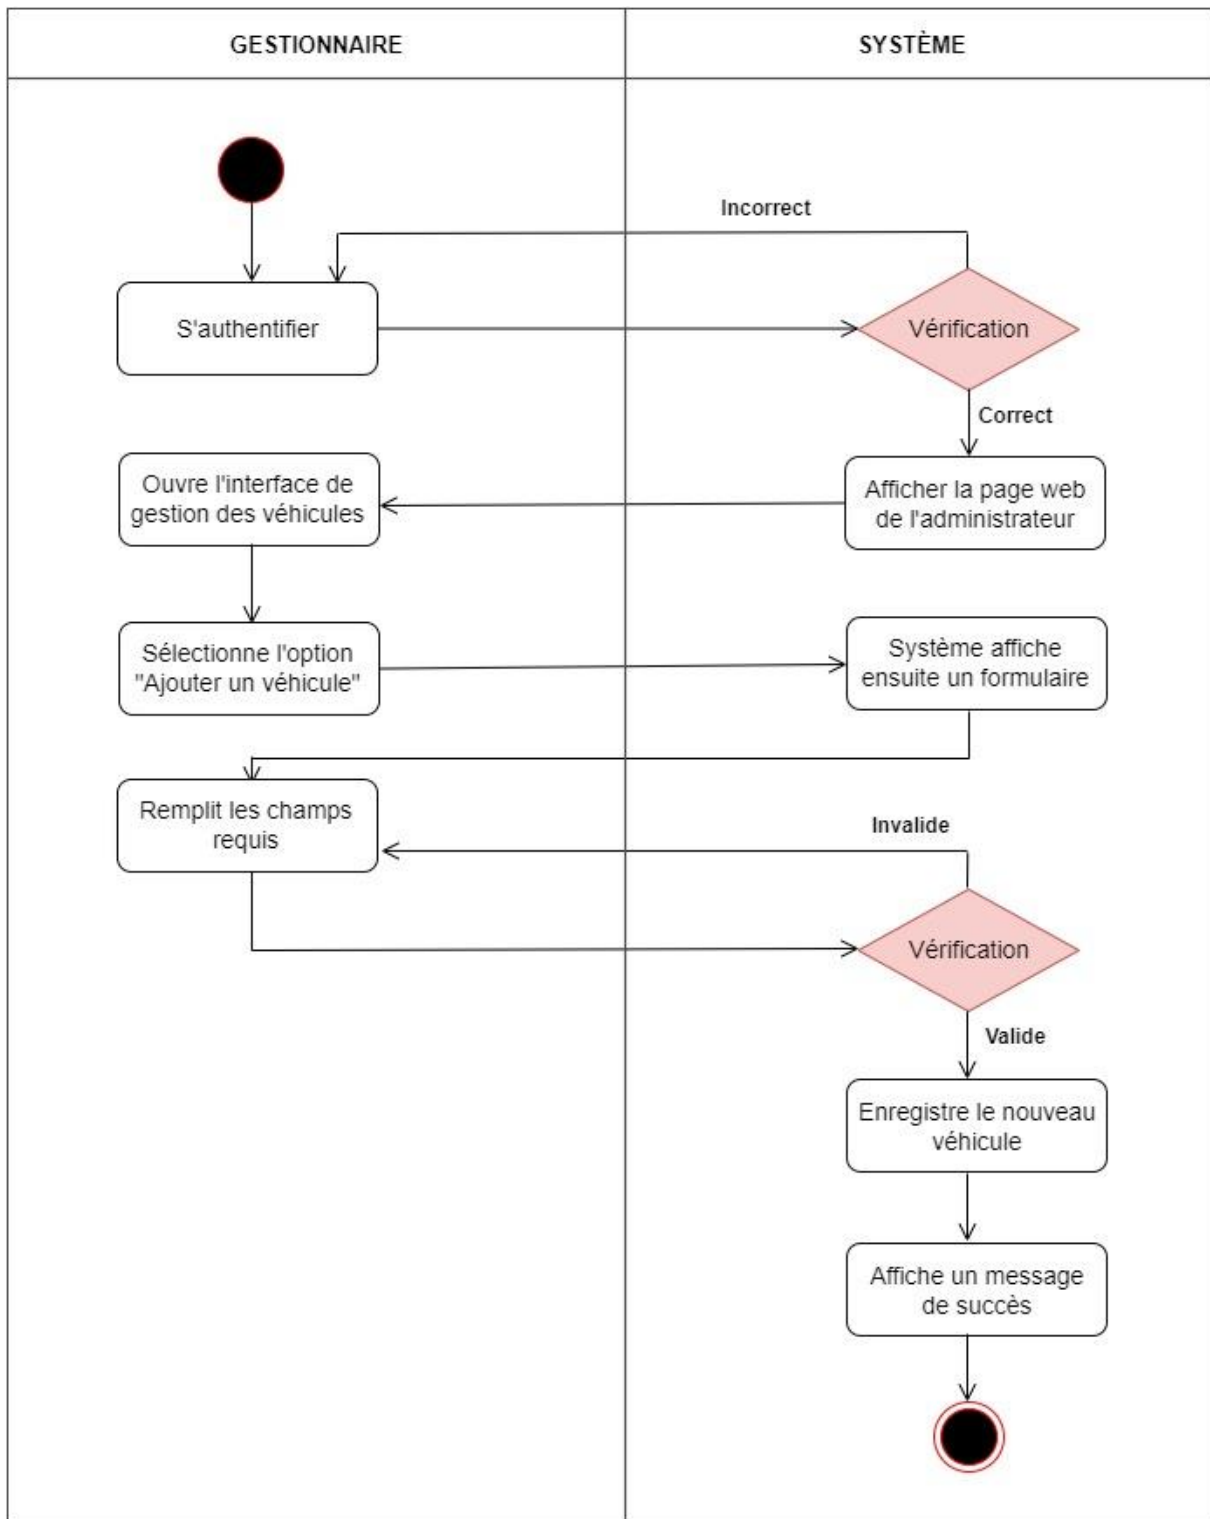 GESTIONNAIRE
SYSTÈME
Incorrect
S'authentifier
Vérification
Correct
Ouvre l'interface de
gestion des véhicules
Afficher la page web
de l'administrateur
Sélectionne l'option
"Ajouter un véhicule"
Système affiche
ensuite un formulaire
Remplit les champs
requis
Invalide
Vérification
Valide
Enregistre le nouveau
véhicule
Affiche un message
de succès